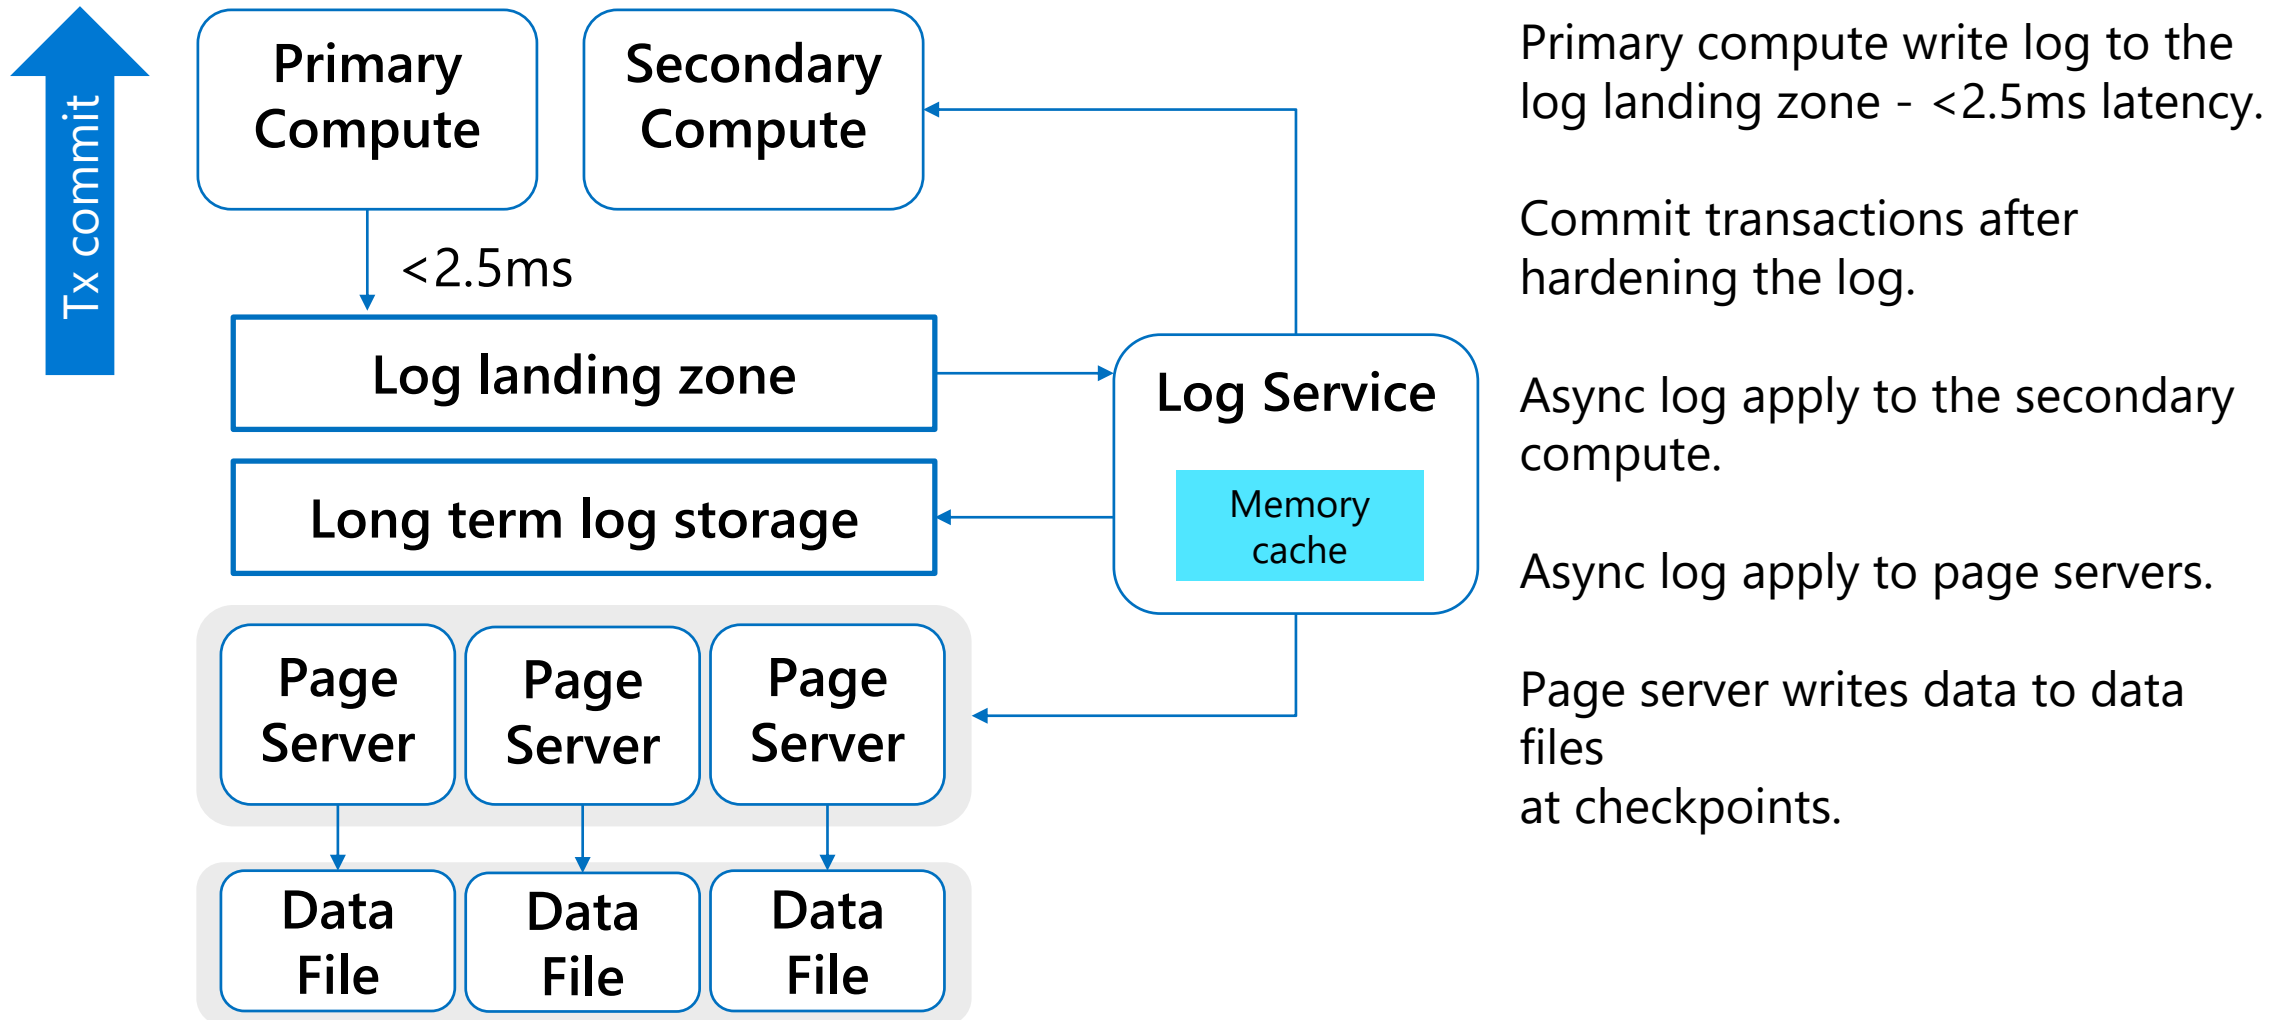 Tx commit
Primary
Compute
Secondary
Compute
<2.5ms
Log landing zone
Long term log storage
Log Service
Memory
cache
Page
Server
Page
Server
Page
Server
Data
File
Data
File
Data
File
Primary compute write log to the
log landing zone - <2.5ms latency.
Commit transactions after
hardening the log.
Async log apply to the secondary
compute.
Async log apply to page servers.
Page server writes data to data
files
at checkpoints.